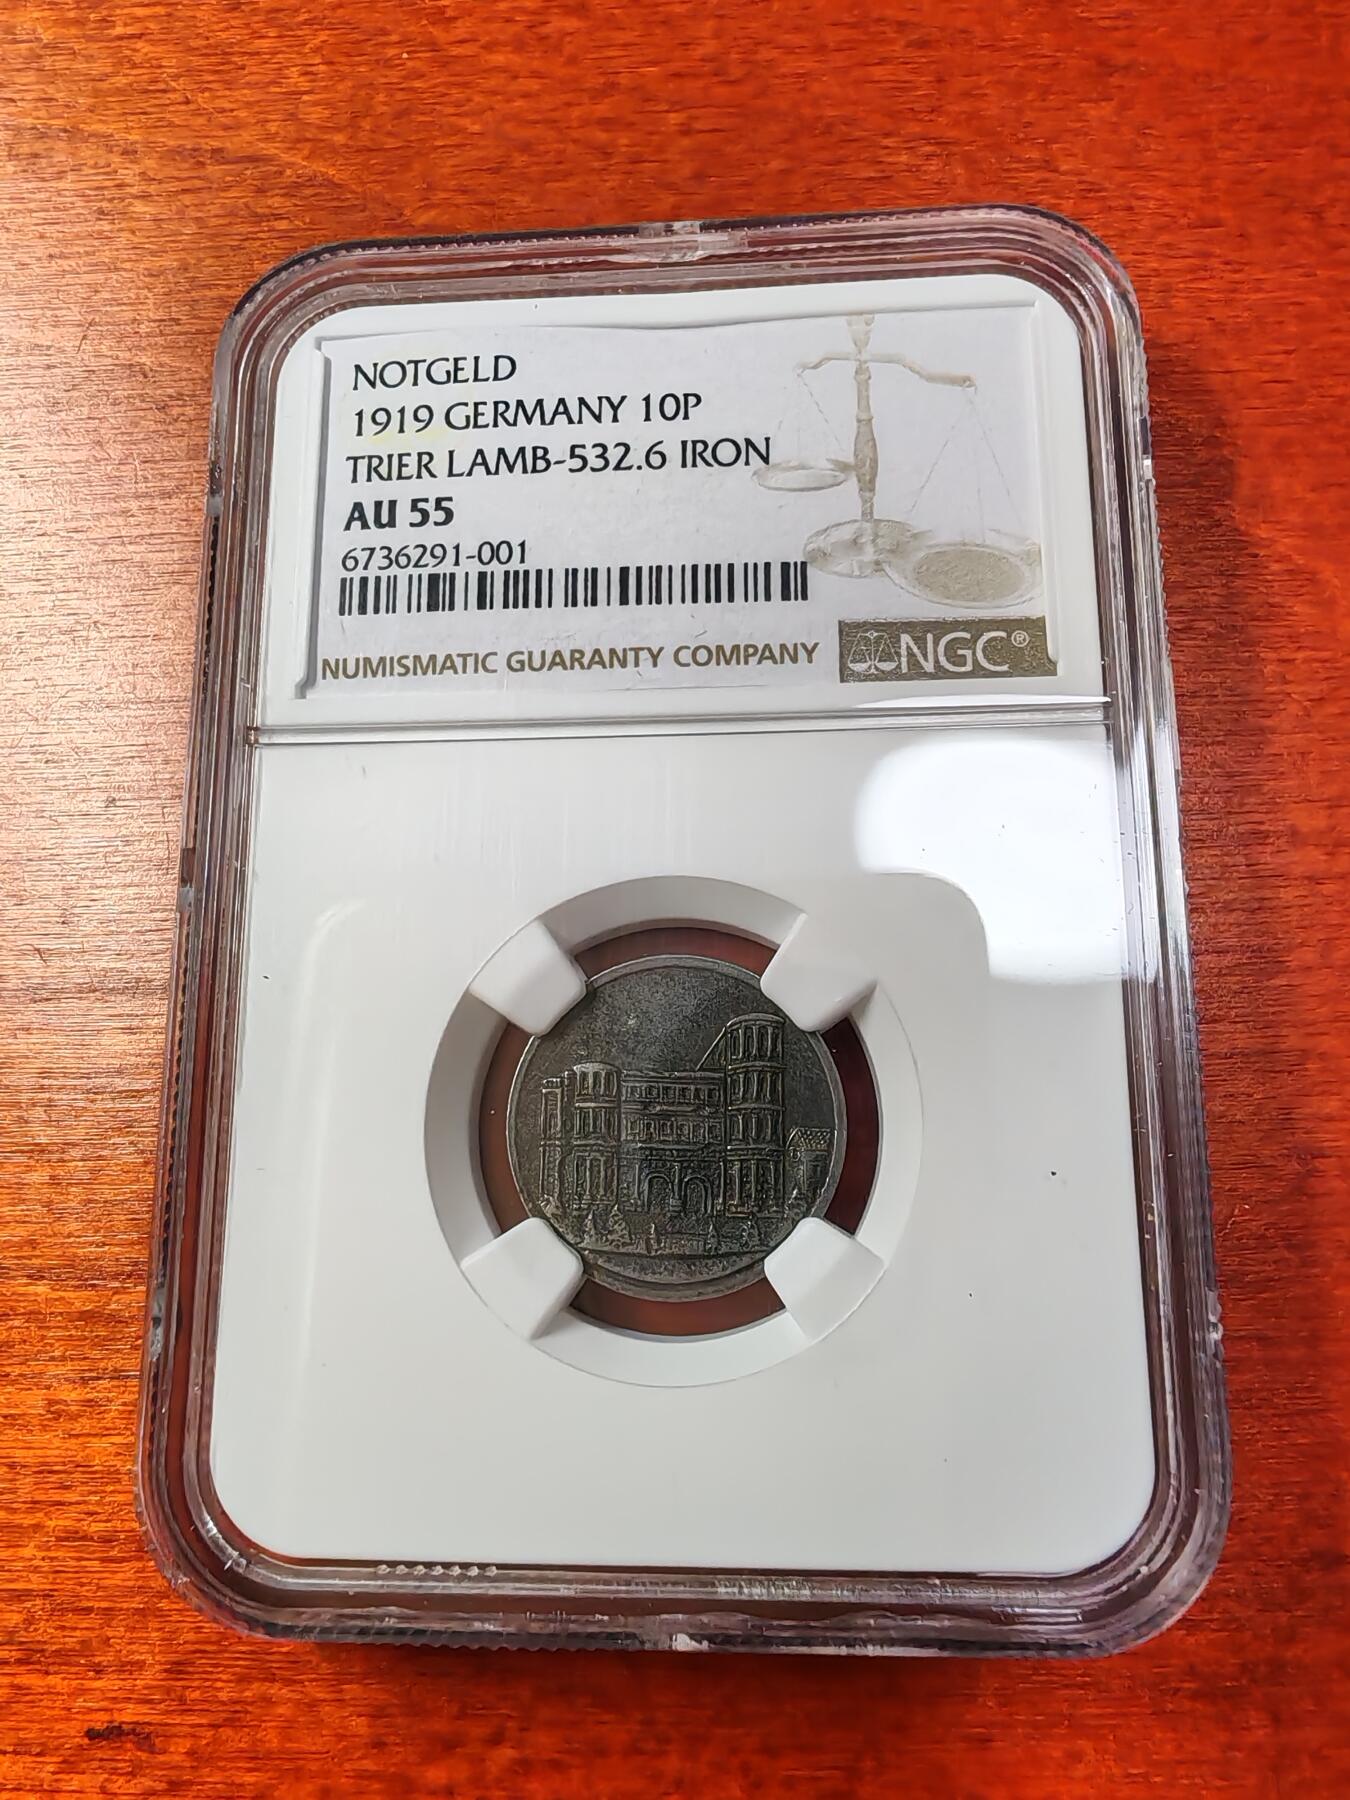 NOTGELD
1919 GERMANY 10P
TRIER LAMB-532.6 IRON
AU 55
6736291-001
NUMISMATIC GUARANTY COMPANY
NGC®